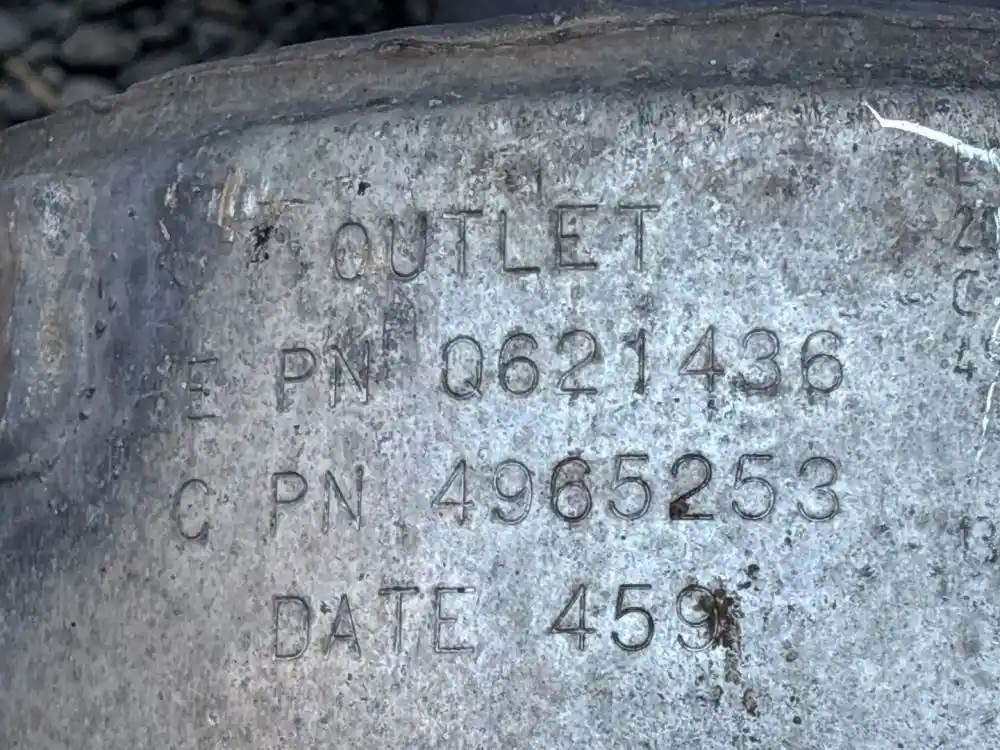 OUTLET
E PN Q621436
C PN 4965253
DATE 459